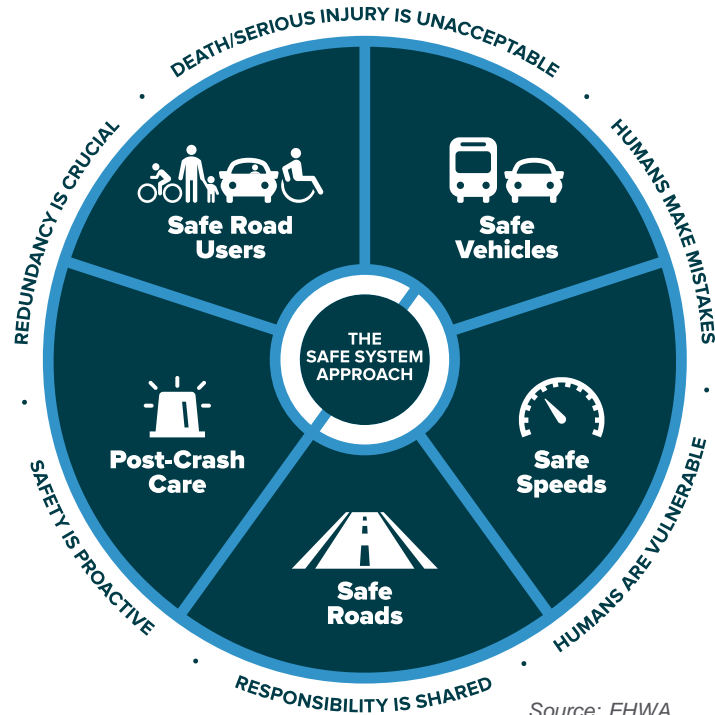 DEATH/SERIOUS INJURY IS UNACCEPTABLE
HUMANS MAKE MISTAKES
HUMANS ARE VULNERABLE
RESPONSIBILITY IS SHARED
SAFETY IS PROACTIVE
REDUNDANCY IS CRUCIAL
Safe Road
Users
Safe
Vehicles
THE
SAFE SYSTEM
APPROACH
Safe
Speeds
Post-Crash
Care
Safe
Roads
Source: FHWA